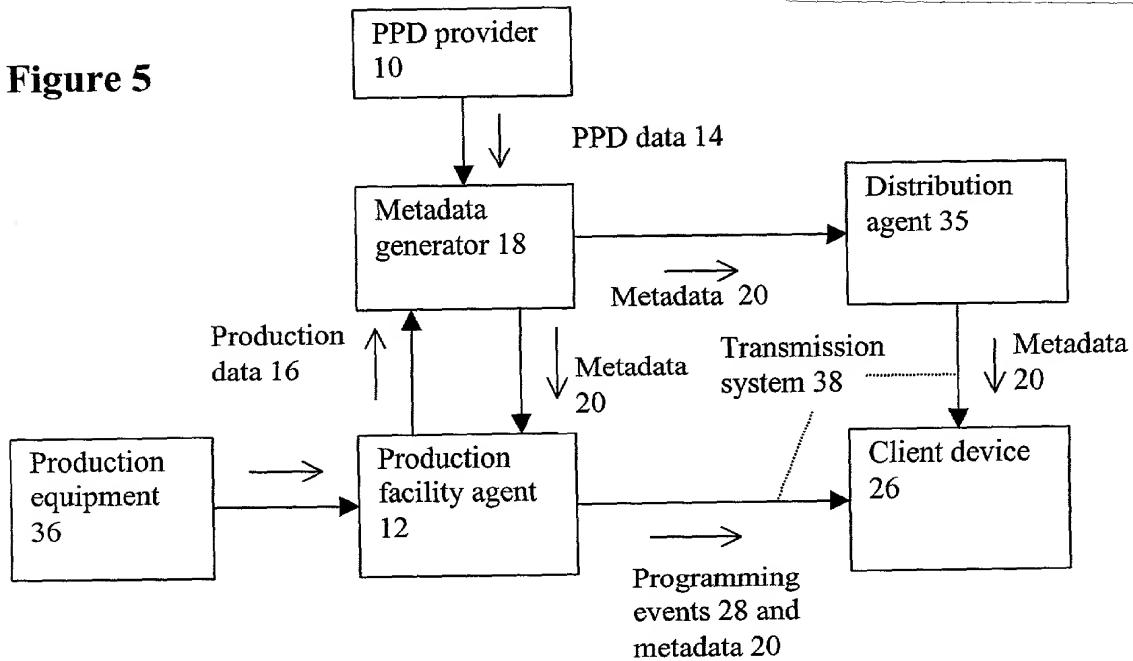 Figure 5
PPD provider
10
PPD data 14
Metadata
generator 18
Distribution
agent 35
Metadata 20
Production
data 16
Metadata
20
Transmission
system 38
Metadata
20
Production
equipment
36
Production
facility agent
12
Client device
26
Programming
events 28 and
metadata 20